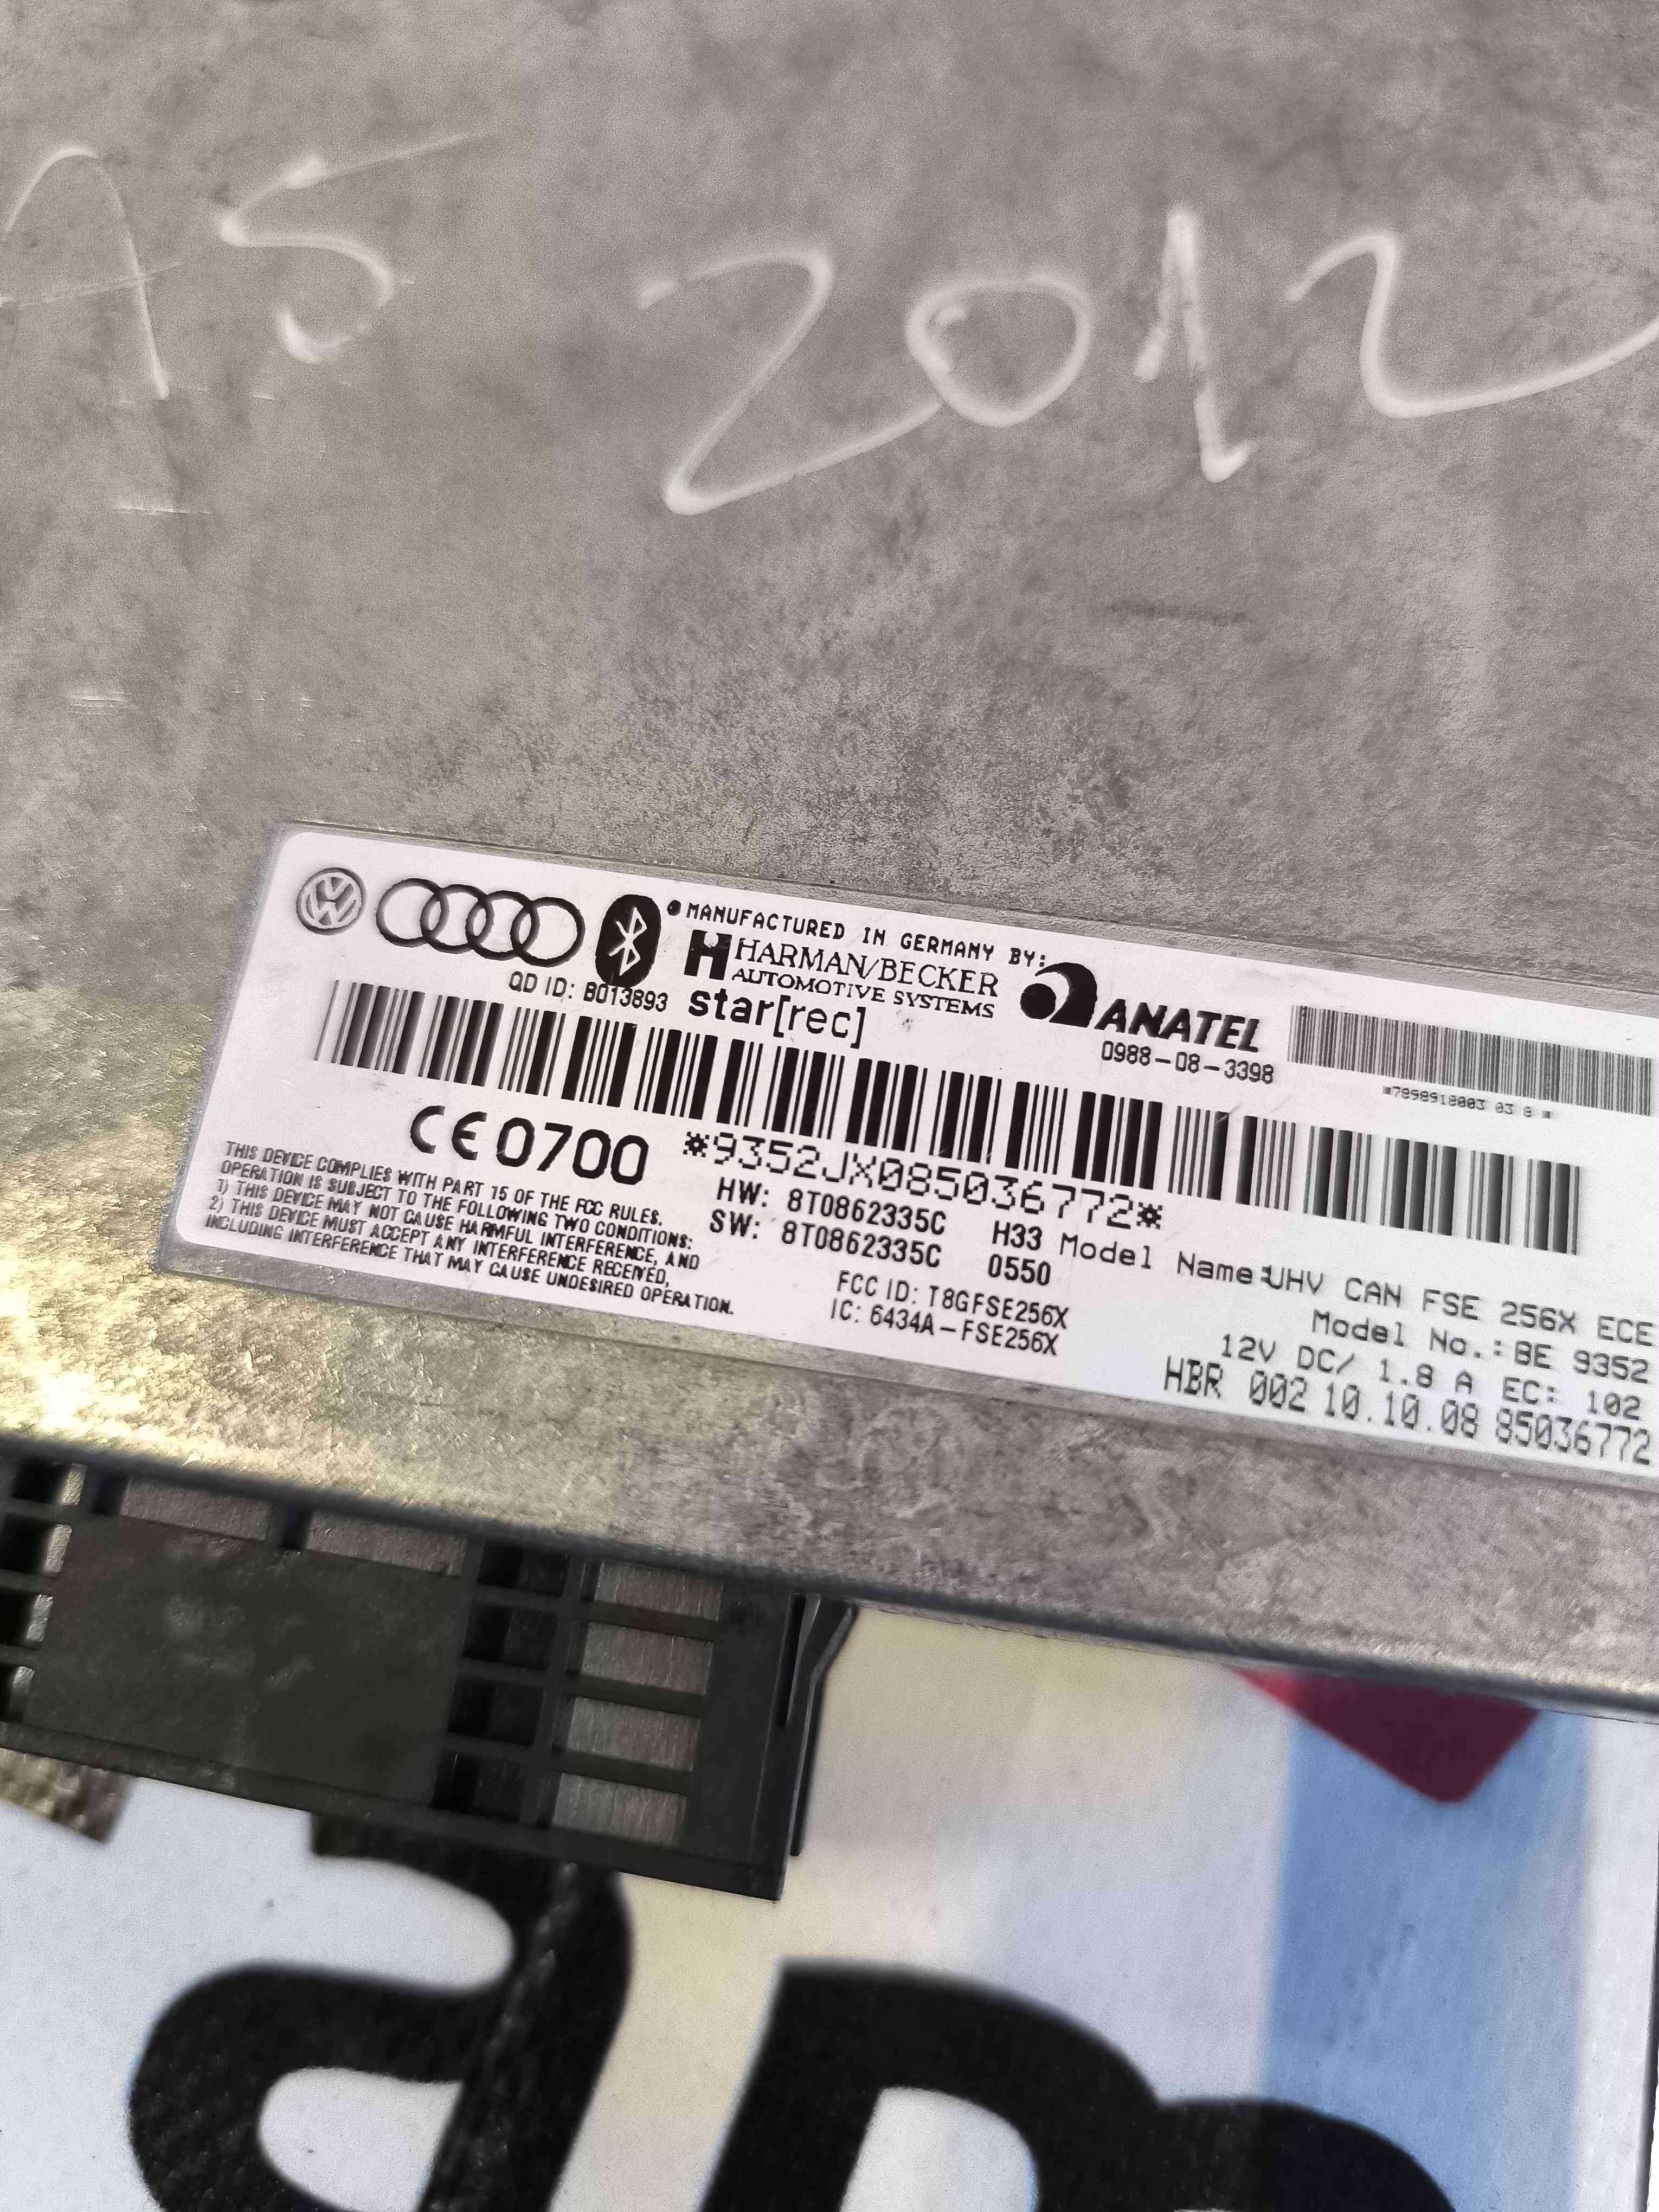 A5 2012
MANUFACTURED IN GERMANY BY:
HARMAN/BECKER
AUTOMOTIVE SYSTEMS
QD ID: B013893
star[rec]
ANATEL
0988-08-3398
*7898918003 03 8 *
CE0700
*9352JX085036772*
HW: 8T0862335C H33
SW: 8T0862335C 0550
THIS DEVICE COMPLIES WITH PART 15 OF THE FCC RULES.
OPERATION IS SUBJECT TO THE FOLLOWING TWO CONDITIONS:
1) THIS DEVICE MAY NOT CAUSE HARMFUL INTERFERENCE, AND
2) THIS DEVICE MUST ACCEPT ANY INTERFERENCE RECEIVED,
INCLUDING INTERFERENCE THAT MAY CAUSE UNDESIRED OPERATION.
FCC ID: T8GFSE256X
IC: 6434A-FSE256X
Model Name:UHV CAN FSE 256X ECE
Model No.:BE 9352
12V DC/ 1.8 A EC: 102
HBR 002 10.10.08 85036772